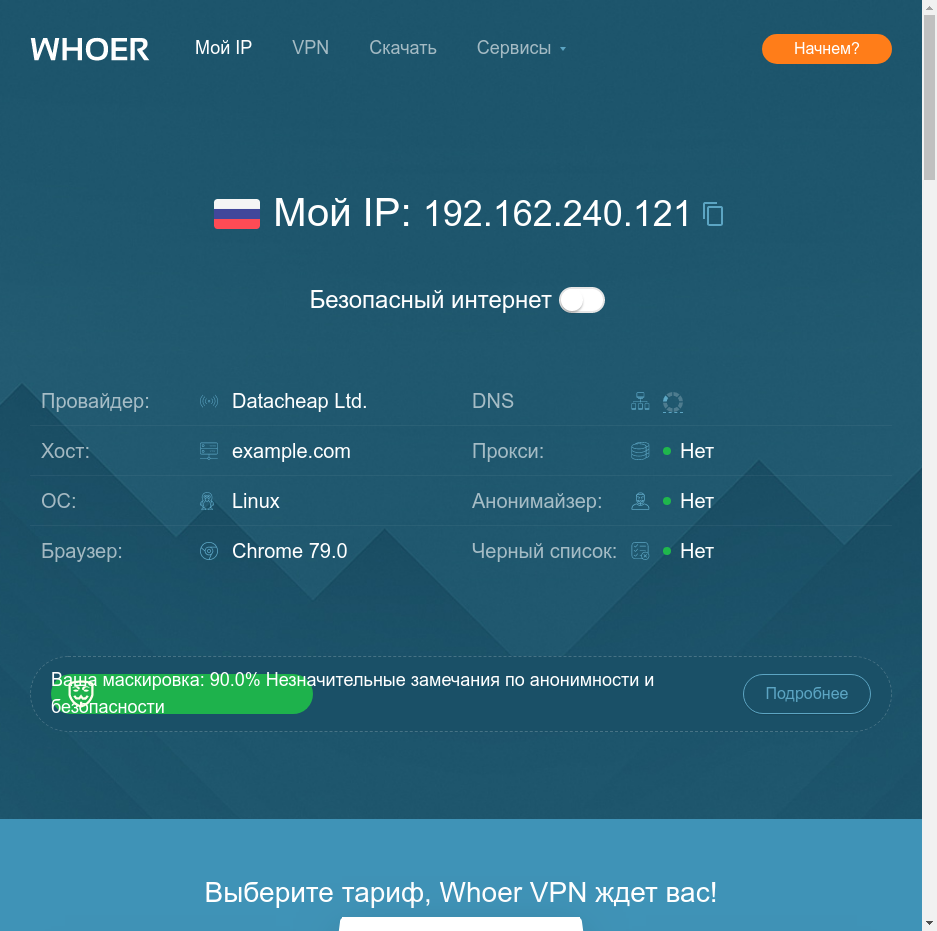 WHOER Мой IP VPN Скачать Сервисы Начнем?
Мой IP: 192.162.240.121
Безопасный интернет
Провайдер: Datacheap Ltd. DNS
Хост: example.com Прокси: Нет
ОС: Linux Анонимайзер: Нет
Браузер: Chrome 79.0 Черный список: Нет
Ваша маскировка: 90.0% Незначительные замечания по анонимности и
безопасности
Подробнее
Выберите тариф, Whoer VPN ждет вас!